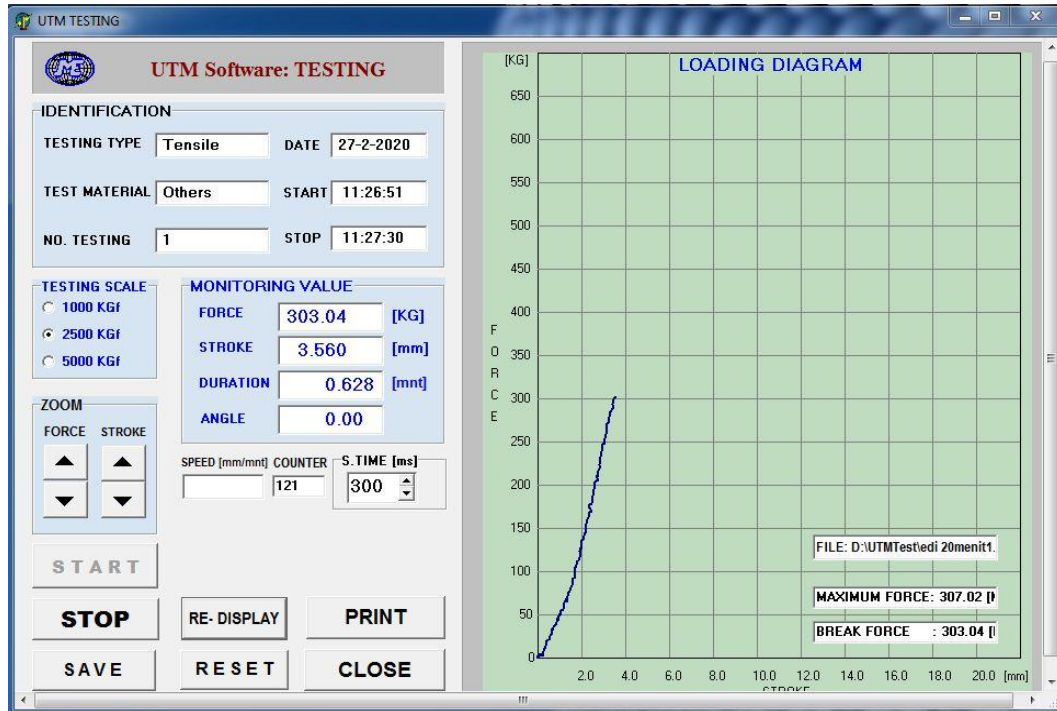 UTM TESTING
UTM Software: TESTING
IDENTIFICATION
TESTING TYPE Tensile DATE 27-2-2020
TEST MATERIAL Others START 11:26:51
NO. TESTING 1 STOP 11:27:30
TESTING SCALE
1000 KGf
2500 KGf
5000 KGf
MONITORING VALUE
FORCE 303.04 [KG]
STROKE 3.560 [mm]
DURATION 0.628 [mnt]
ANGLE 0.00
ZOOM
FORCE STROKE
SPEED [mm/mnt] COUNTER S.TIME [ms]
121 300
START
STOP RE- DISPLAY PRINT
SAVE RESET CLOSE
[KG] LOADING DIAGRAM
650
600
550
500
450
400
350
300
250
200
150
100
50
0
FORCE
FILE: D:\UTMTest\edi 20menit1.
MAXIMUM FORCE: 307.02 [
BREAK FORCE : 303.04 [
2.0 4.0 6.0 8.0 10.0 12.0 14.0 16.0 18.0 20.0 [mm]
STROKE